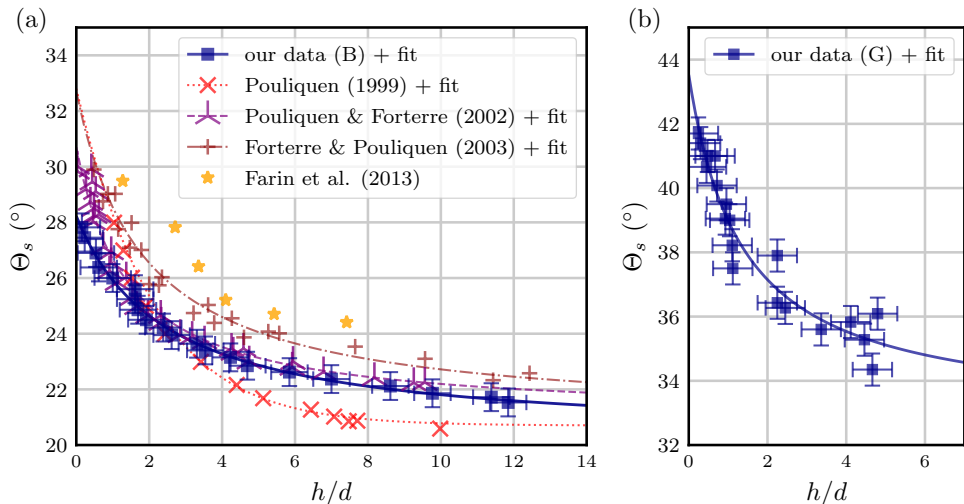 (a)
(b)
our data (B) + fit
Pouliquen (1999) + fit
Pouliquen & Forterre (2002) + fit
Forterre & Pouliquen (2003) + fit
Farin et al. (2013)
34
32
30
28
26
24
22
20
Θs (°)
0 2 4 6 8 10 12 14
h/d
our data (G) + fit
44
42
40
38
36
34
32
Θs (°)
0 2 4 6
h/d